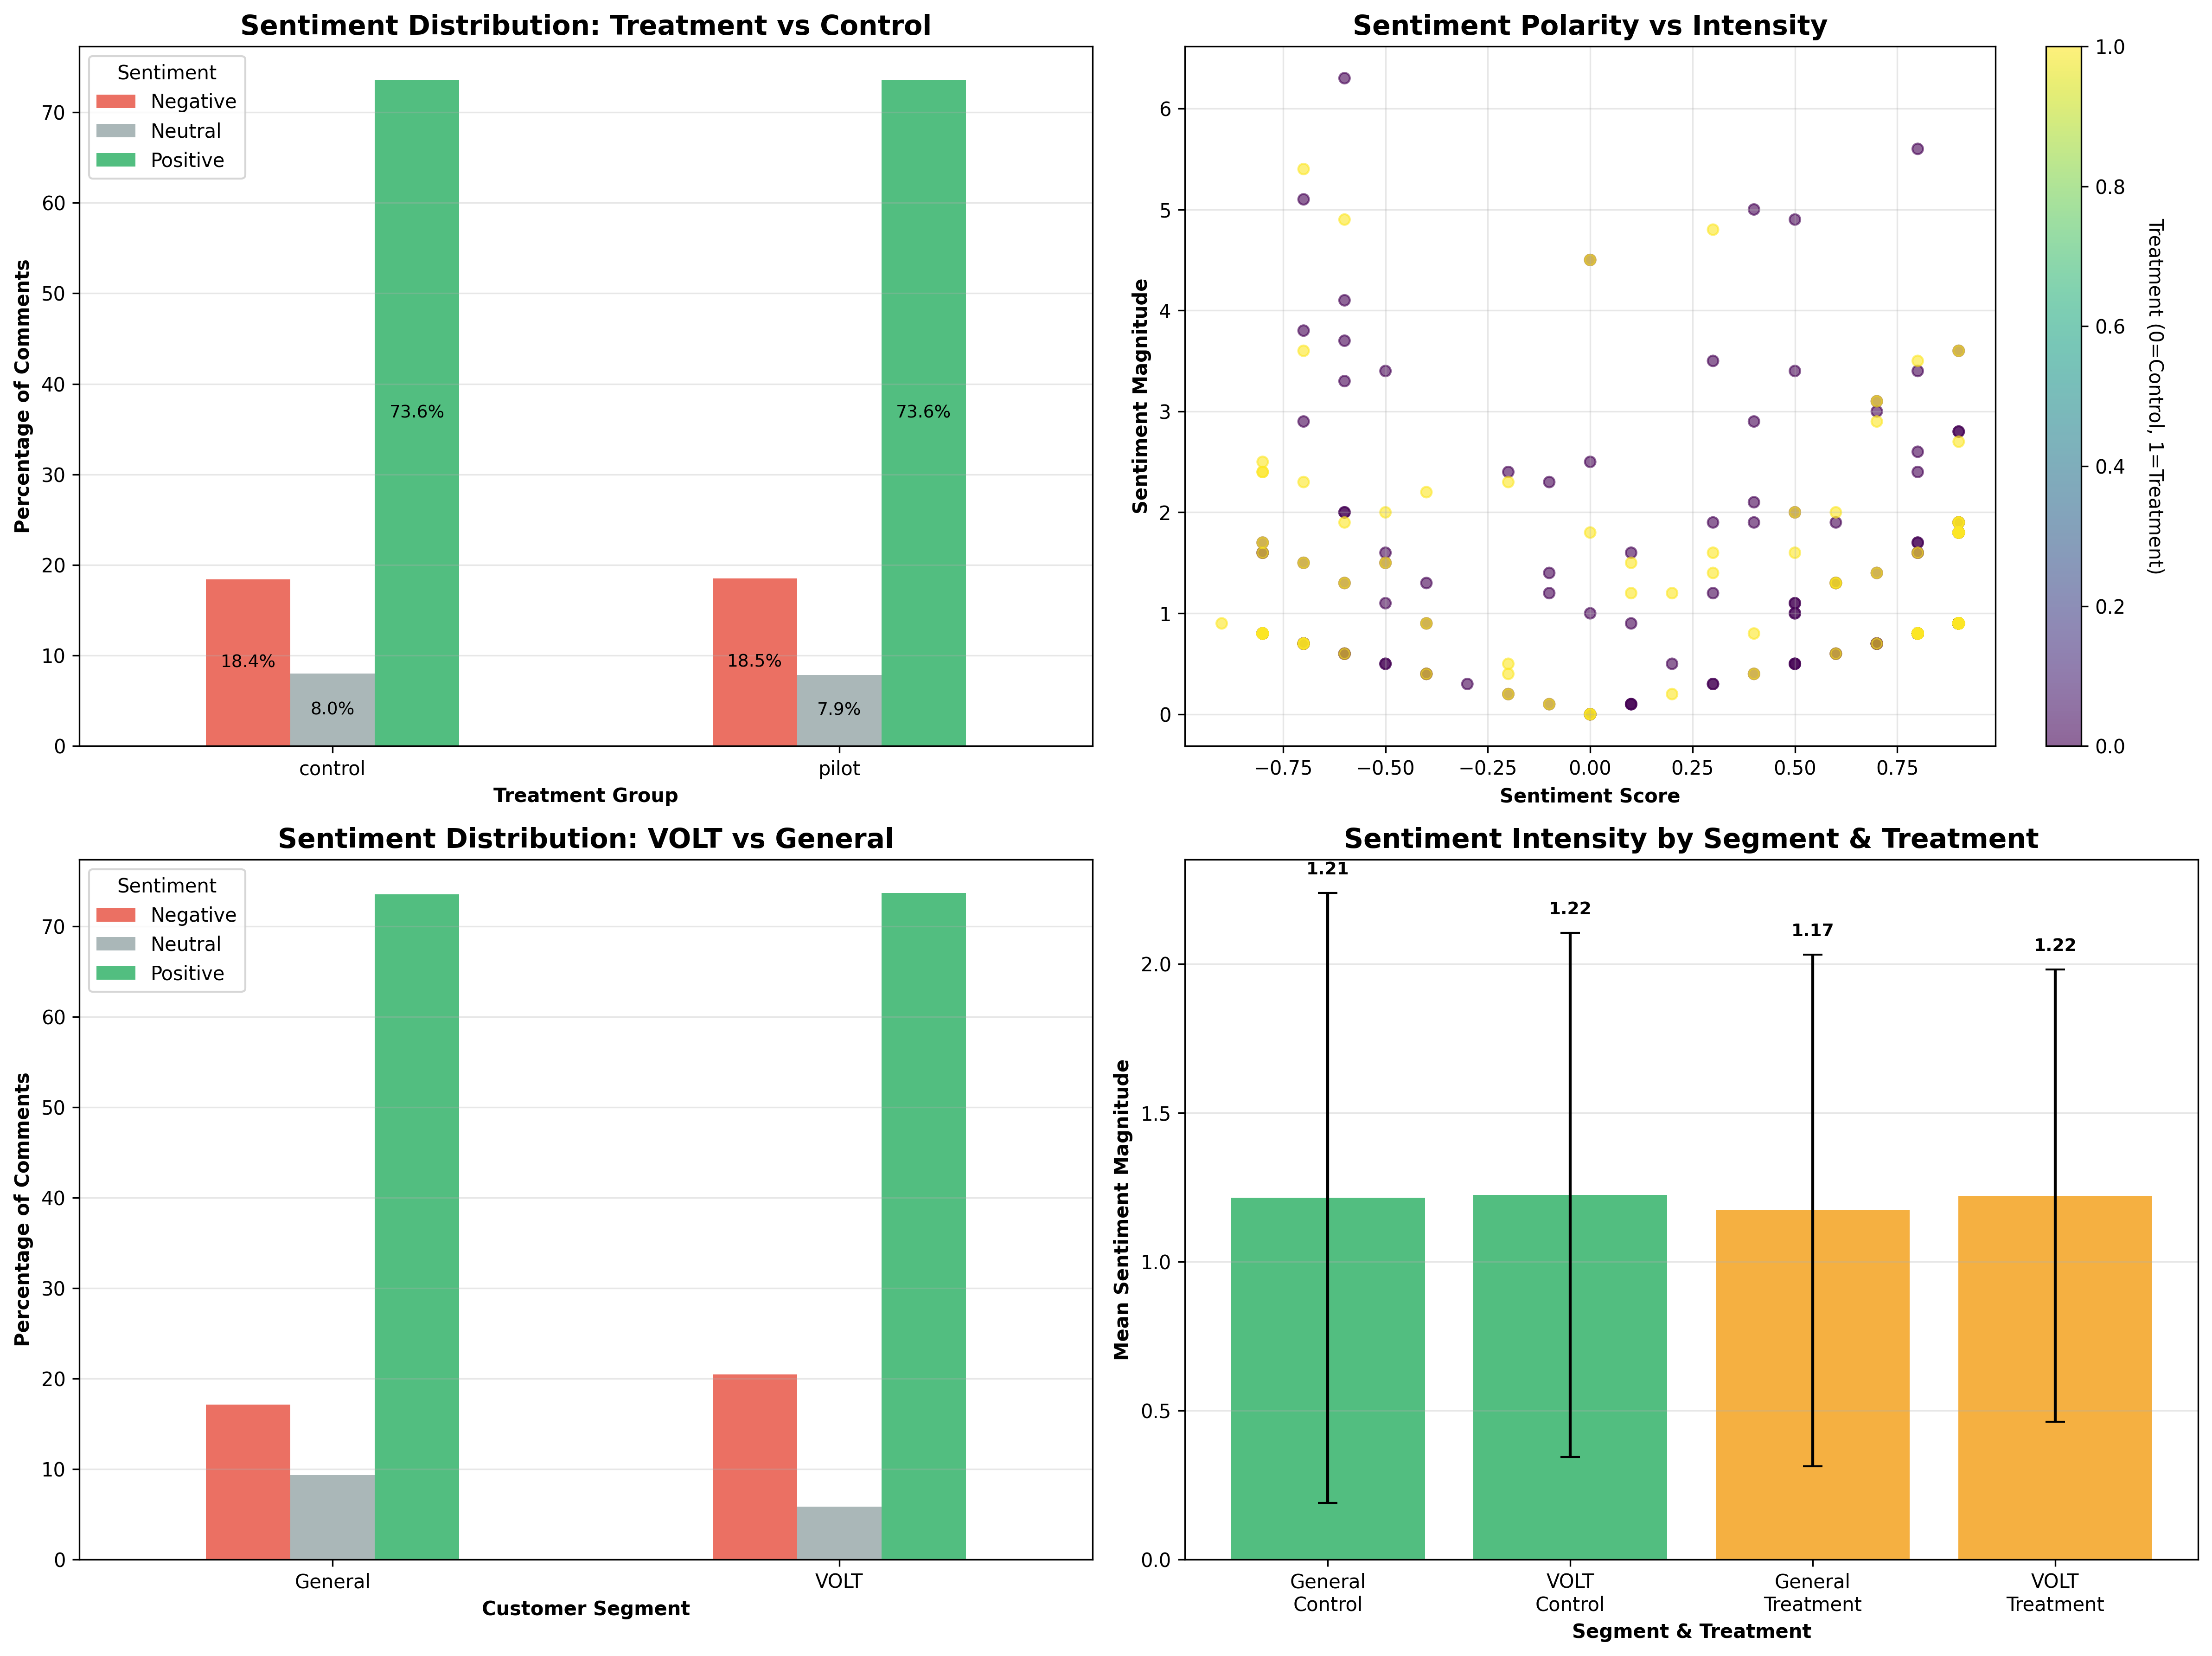 Sentiment Distribution: Treatment vs Control
Sentiment
Negative
Neutral
Positive
Percentage of Comments
70
60
50
40
30
20
10
0
18.4%
8.0%
73.6%
18.5%
7.9%
73.6%
control
pilot
Treatment Group
Sentiment Polarity vs Intensity
Sentiment Magnitude
6
5
4
3
2
1
0
−0.75
−0.50
−0.25
0.00
0.25
0.50
0.75
Sentiment Score
1.0
0.8
0.6
0.4
0.2
0.0
Treatment (0=Control, 1=Treatment)
Sentiment Distribution: VOLT vs General
Sentiment
Negative
Neutral
Positive
Percentage of Comments
70
60
50
40
30
20
10
0
General
VOLT
Customer Segment
Sentiment Intensity by Segment & Treatment
Mean Sentiment Magnitude
2.0
1.5
1.0
0.5
0.0
1.21
1.22
1.17
1.22
General
Control
VOLT
Control
General
Treatment
VOLT
Treatment
Segment & Treatment